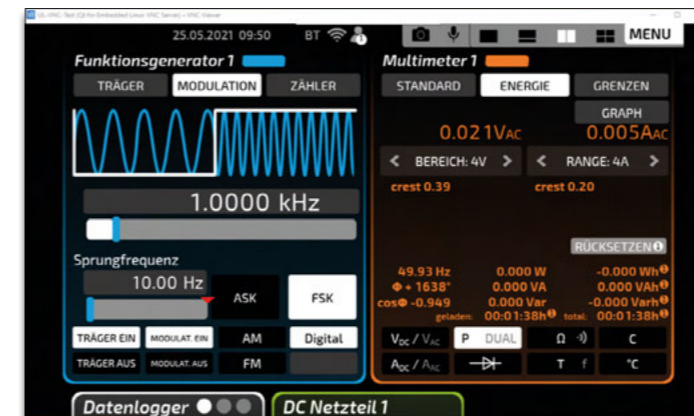 UL-VNC-Test (Qt for Embedded Linux VNC Server) - VNC Viewer
25.05.2021 09:50 BT MENU
Funktionsgenerator 1
TRÄGER MODULATION ZÄHLER
1.0000 kHz
Sprungfrequenz
10.00 Hz
ASK FSK
TRÄGER EIN MODULAT. EIN AM Digital
TRÄGER AUS MODULAT. AUS FM
Multimeter 1
STANDARD ENERGIE GRENZEN
GRAPH
0.021VAC 0.005AAC
< BEREICH: 4V > < RANGE: 4A >
crest 0.39 crest 0.20
RÜCKSETZEN
49.93 Hz 0.000 W -0.000 Wh
Φ + 1638° 0.000 VA 0.000 VAh
cosΦ -0.949 0.000 Var -0.000 Varh
geladen: 00:01:38h total: 00:01:38h
VDC / VAC P DUAL Ω C
ADC / AAC T f °C
Datenlogger
DC Netzteil 1